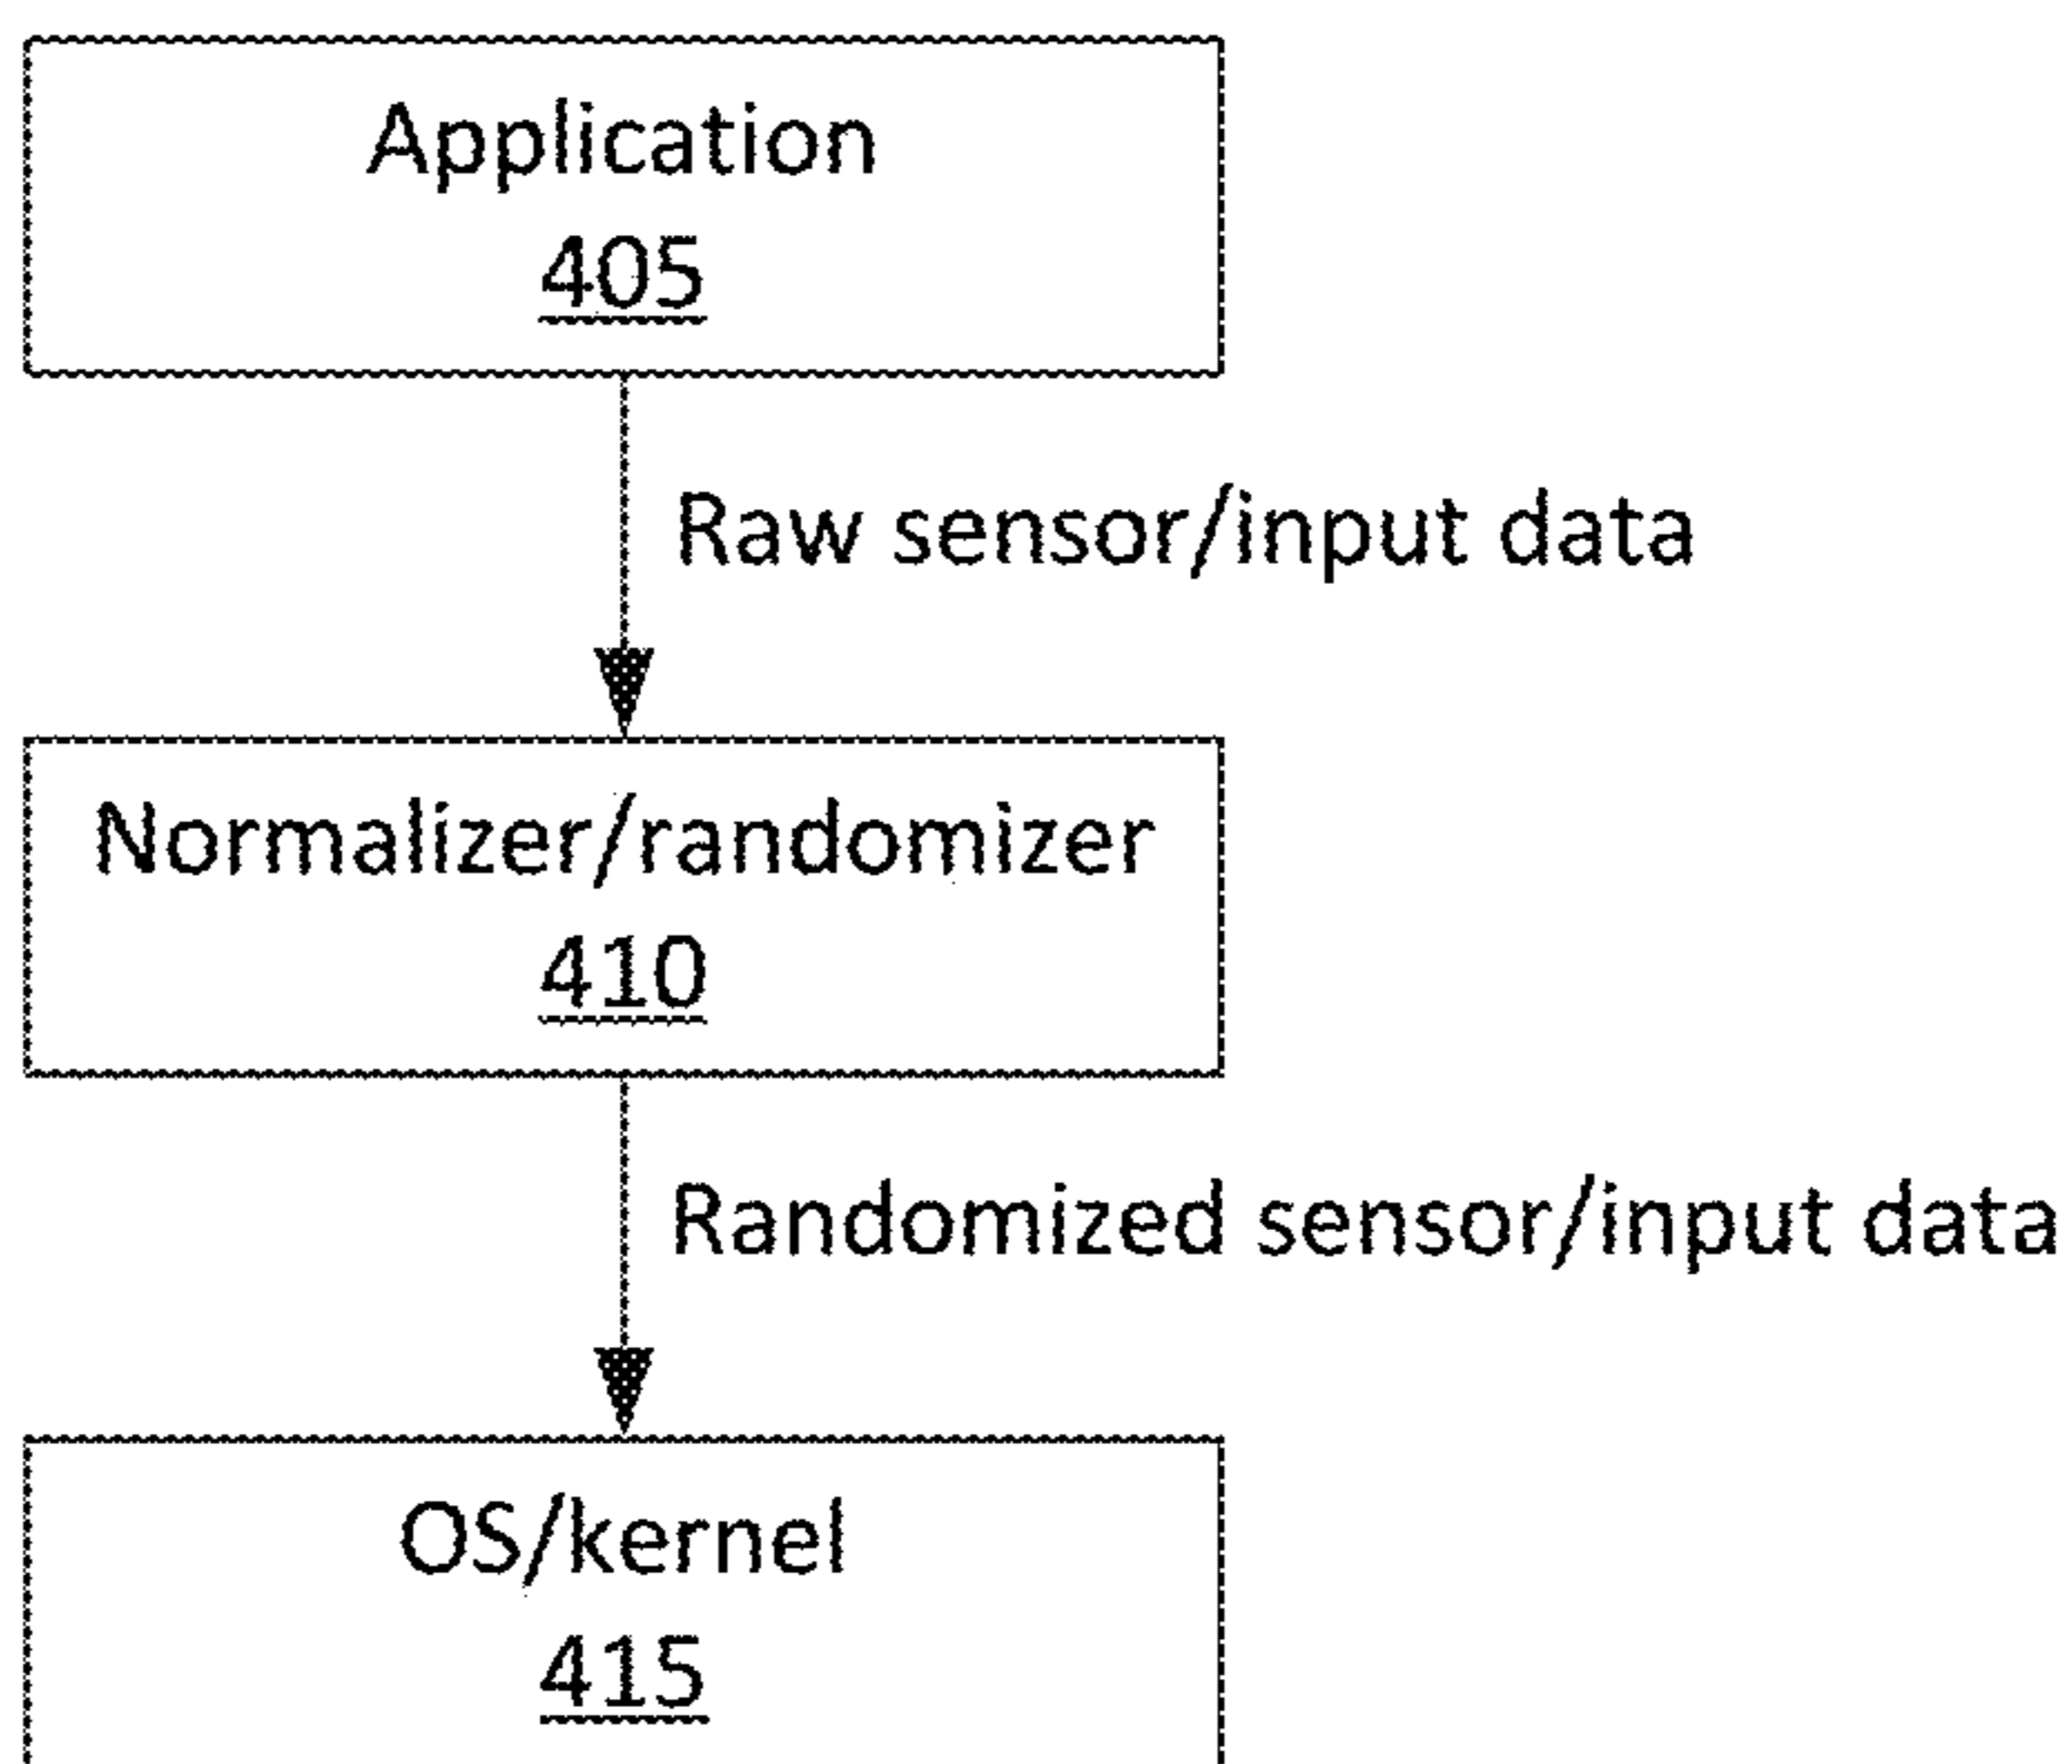 Application
405
Raw sensor/input data
Normalizer/randomizer
410
Randomized sensor/input data
OS/kernel
415